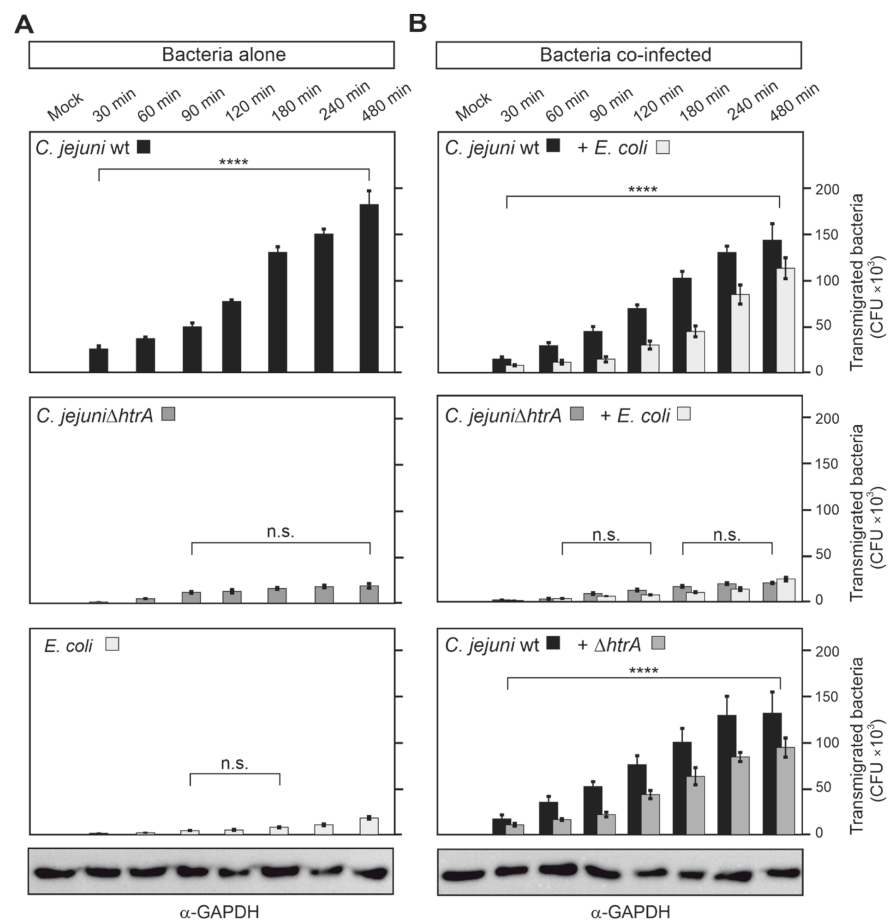 A
Bacteria alone
Mock 30 min 60 min 90 min 120 min 180 min 240 min 480 min
C. jejuni wt
****
C. jejuniΔhtrA
n.s.
E. coli
n.s.
α-GAPDH
B
Bacteria co-infected
Mock 30 min 60 min 90 min 120 min 180 min 240 min 480 min
C. jejuni wt + E. coli
****
200
150
100
50
0
Transmigrated bacteria
(CFU ×10³)
C. jejuniΔhtrA + E. coli
n.s. n.s.
200
150
100
50
0
Transmigrated bacteria
(CFU ×10³)
C. jejuni wt + ΔhtrA
****
200
150
100
50
0
Transmigrated bacteria
(CFU ×10³)
α-GAPDH